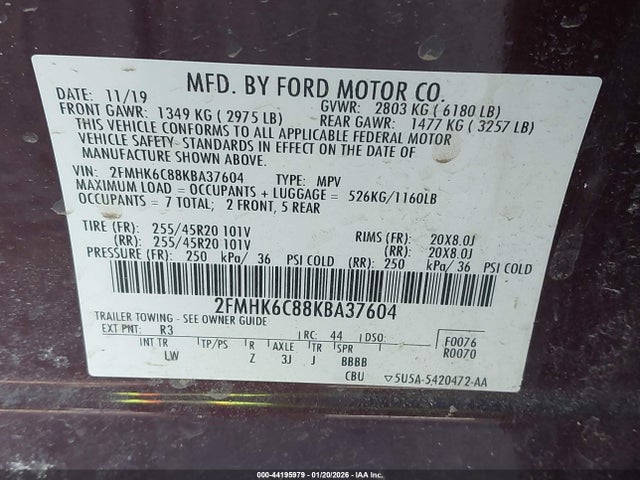 MFD. BY FORD MOTOR CO.
DATE: 11/19
GVWR: 2803 KG ( 6180 LB)
FRONT GAWR: 1349 KG ( 2975 LB)
REAR GAWR: 1477 KG ( 3257 LB)
THIS VEHICLE CONFORMS TO ALL APPLICABLE FEDERAL MOTOR
VEHICLE SAFETY- STANDARDS IN EFFECT ON THE DATE OF
MANUFACTURE SHOWN ABOVE.
VIN: 2FMHK6C88KBA37604 TYPE: MPV
MAXIMUM LOAD = OCCUPANTS + LUGGAGE = 526KG/1160LB
OCCUPANTS = 7 TOTAL; 2 FRONT, 5 REAR
TIRE (FR): 255/45R20 101V RIMS (FR): 20X8.0J
(RR): 255/45R20 101V (RR): 20X8.0J
PRESSURE (FR): 250 kPa/ 36 PSI COLD (RR): 250 kPa/ 36 PSI COLD
2FMHK6C88KBA37604
TRAILER TOWING - SEE OWNER GUIDE
EXT PNT: R3 RC: 44 DSO: F0076
INT TR TP/PS R AXLE TR SPR R0070
LW Z 3J J BBBB
CBU 5U5A-5420472-AA
000-44195979 | 01/20/2026 | IAA Inc.